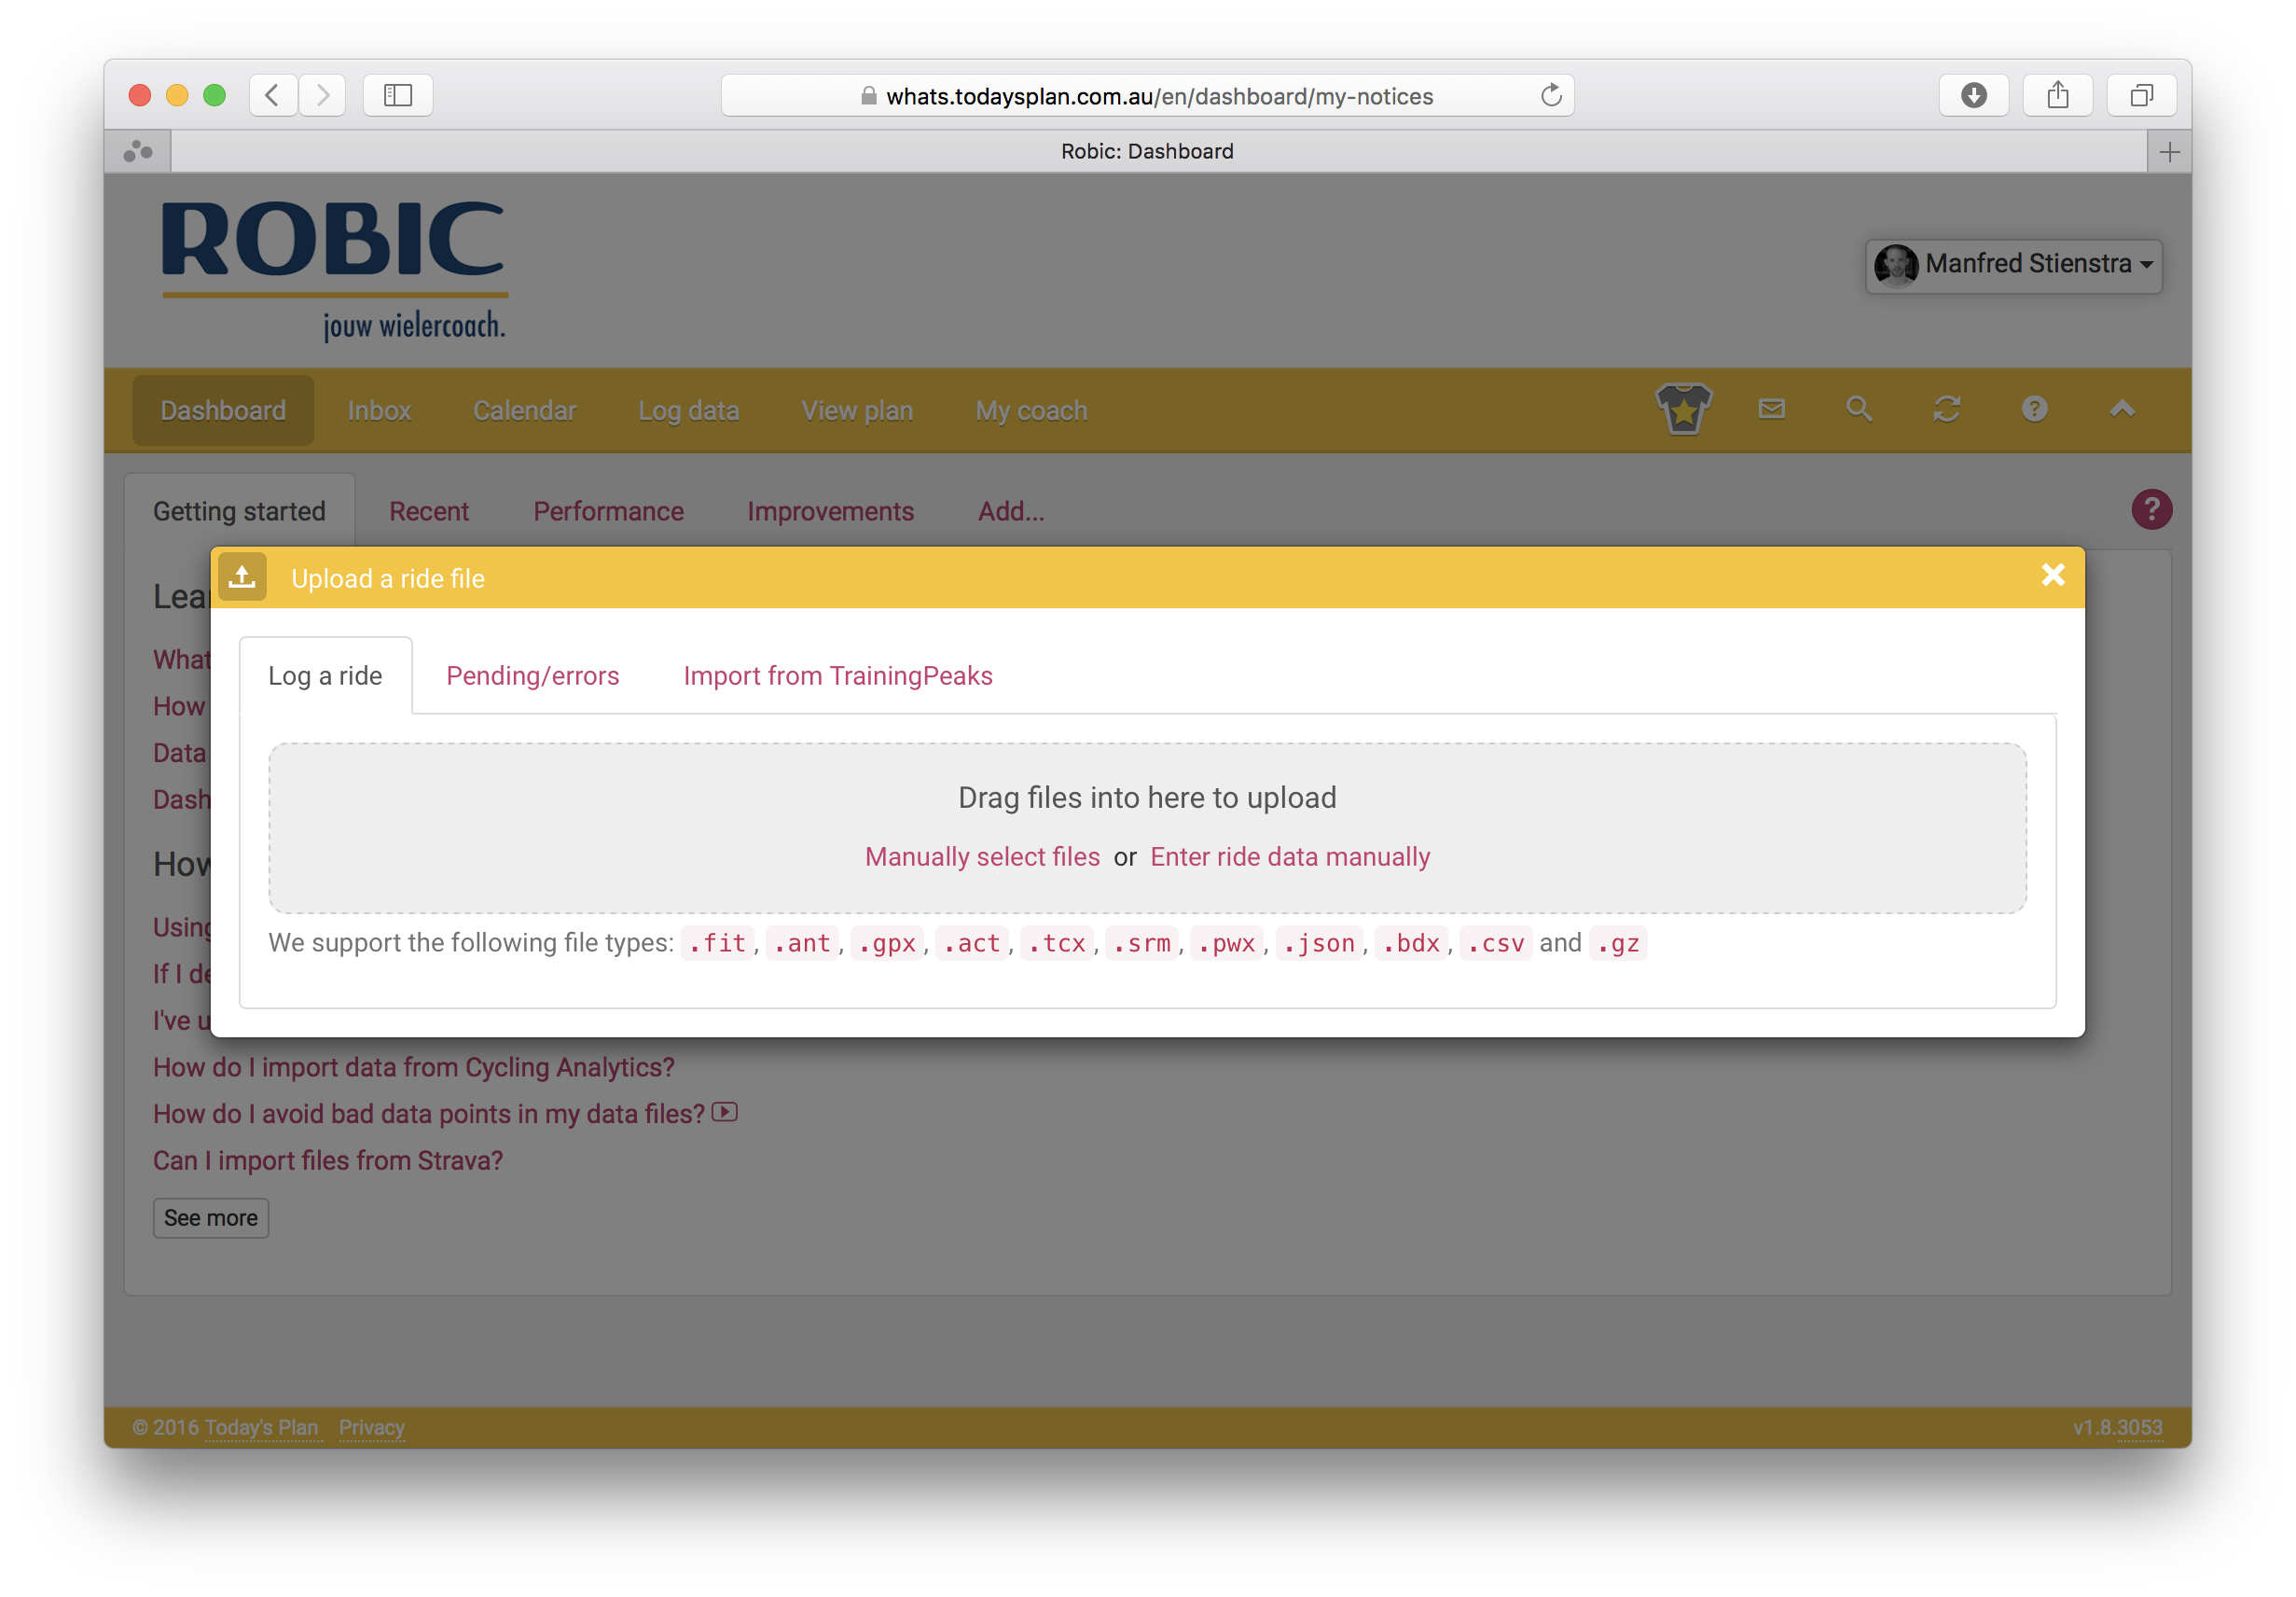 whats.todaysplan.com.au/en/dashboard/my-notices
Robic: Dashboard
ROBIC
jouw wielercoach.
Manfred Stienstra
Dashboard Inbox Calendar Log data View plan My coach
Getting started Recent Performance Improvements Add...
Upload a ride file
Log a ride Pending/errors Import from TrainingPeaks
Drag files into here to upload
Manually select files or Enter ride data manually
We support the following file types: .fit, .ant, .gpx, .act, .tcx, .srm, .pwx, .json, .bdx, .csv and .gz
What
How
Data
How
Using
If I
I've
How do I import data from Cycling Analytics?
How do I avoid bad data points in my data files?
Can I import files from Strava?
See more
© 2016 Today's Plan Privacy
v1.8.3053